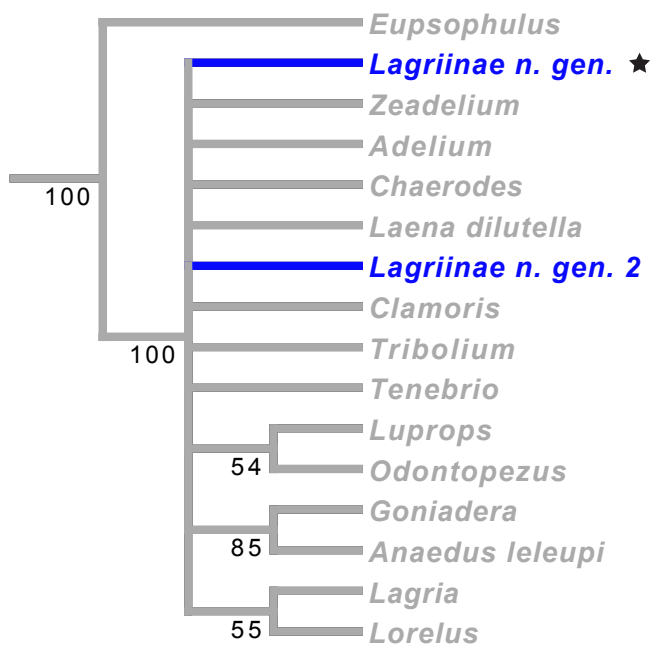 Eupsophulus
Lagriinae n. gen. ★
Zeadelium
Adelium
100
Chaerodes
Laena dilutella
Lagriinae n. gen. 2
Clamoris
100
Tribolium
Tenebrio
Luprops
54
Odontopezus
Goniadera
85
Anaedus leleupi
Lagria
55
Lorelus